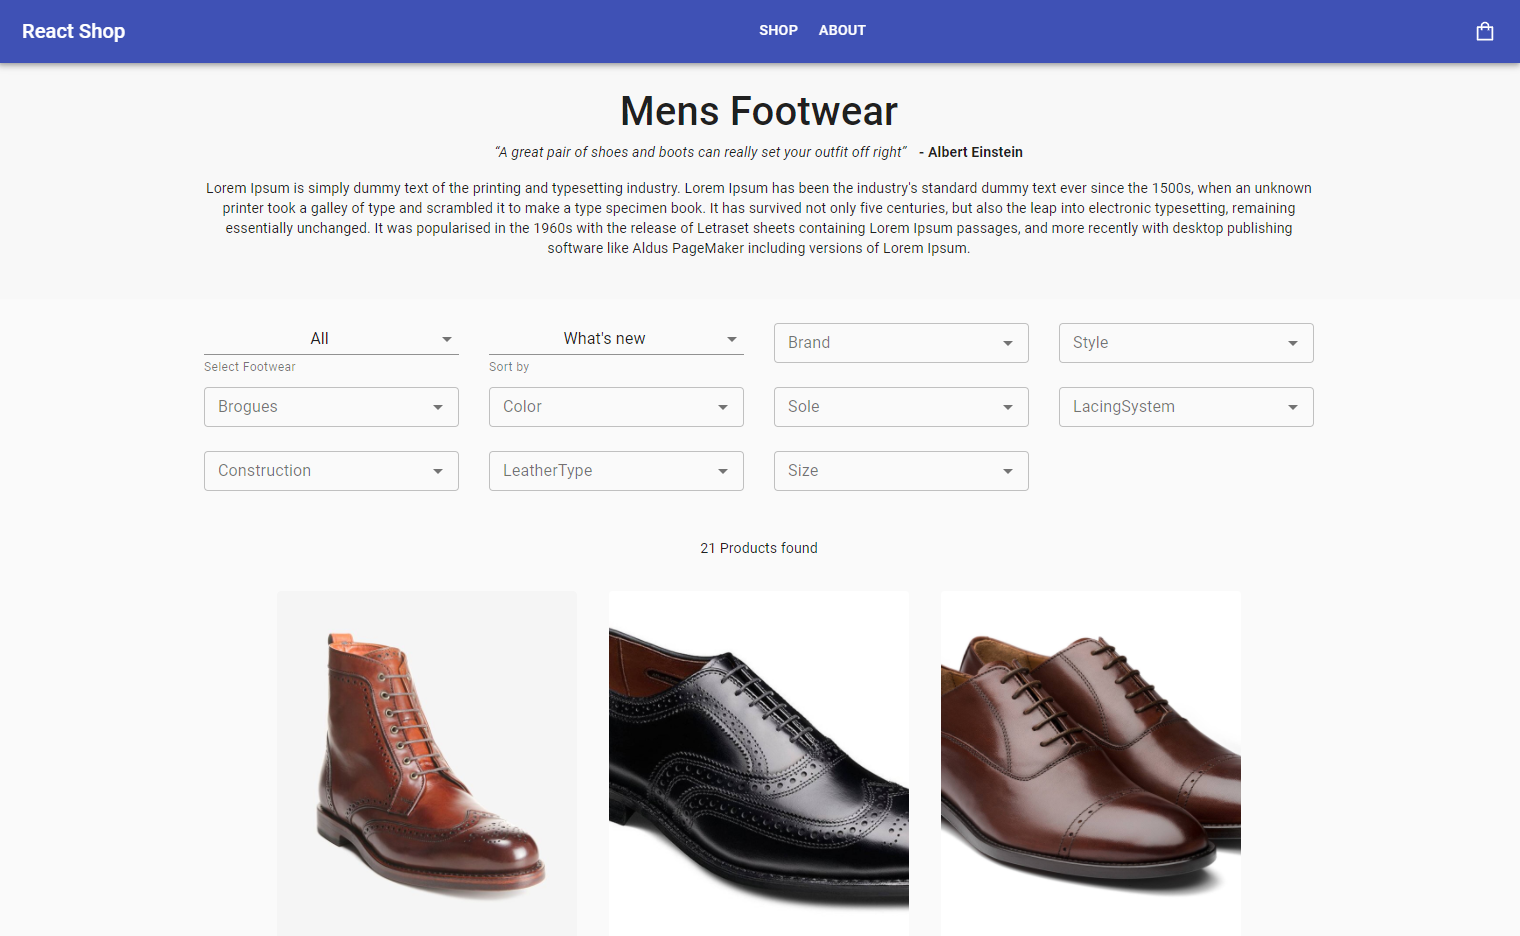 React Shop
SHOP ABOUT
Mens Footwear
“A great pair of shoes and boots can really set your outfit off right” - Albert Einstein
Lorem Ipsum is simply dummy text of the printing and typesetting industry. Lorem Ipsum has been the industry's standard dummy text ever since the 1500s, when an unknown
printer took a galley of type and scrambled it to make a type specimen book. It has survived not only five centuries, but also the leap into electronic typesetting, remaining
essentially unchanged. It was popularised in the 1960s with the release of Letraset sheets containing Lorem Ipsum passages, and more recently with desktop publishing
software like Aldus PageMaker including versions of Lorem Ipsum.
All
Select Footwear
What's new
Sort by
Brand
Style
Brogues
Color
Sole
LacingSystem
Construction
LeatherType
Size
21 Products found